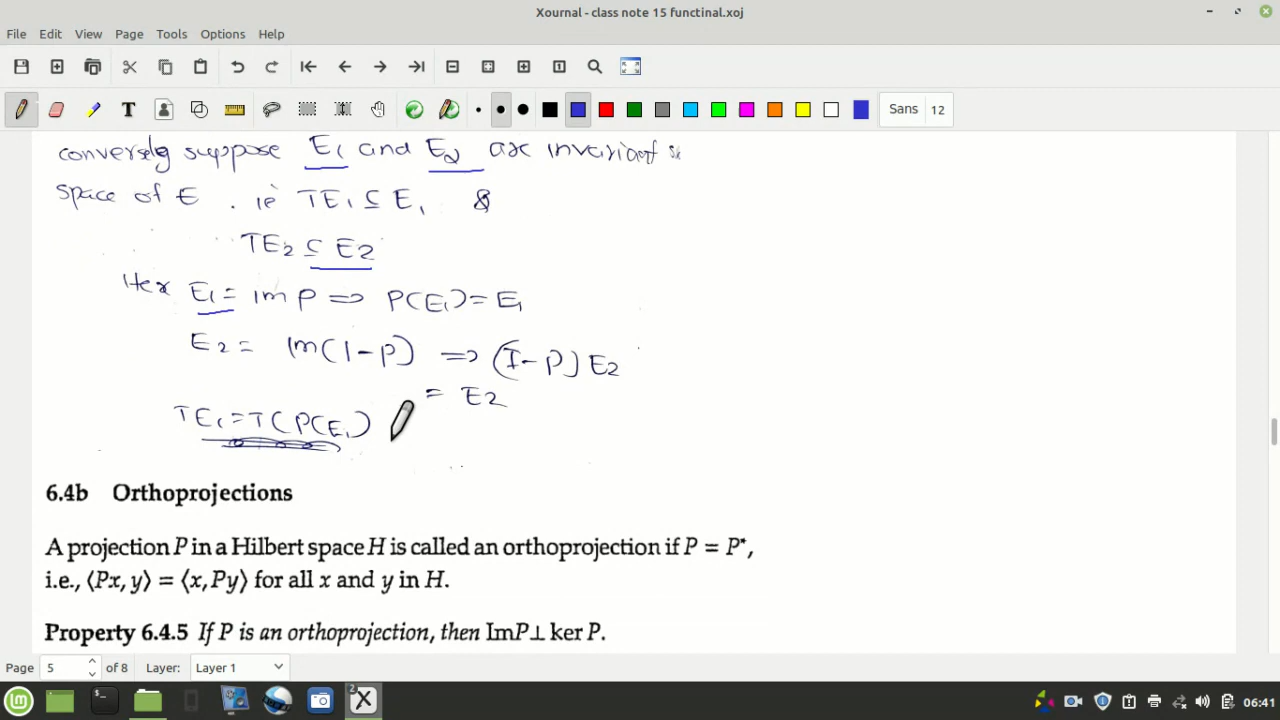 Xournal - class note 15 functinal.xoj
File Edit View Page Tools Options Help
Sans 12
conversely suppose E1 and E2 are invariant s
space of E . ie TE1 ⊆ E1 &
TE2 ⊆ E2
Her E1 = Im P ⇒ P(E1) = E1
E2 = Im(I-P) ⇒ (I-P) E2
= E2
TE1 = T(P(E1)
6.4b Orthoprojections
A projection P in a Hilbert space H is called an orthoprojection if P = P*,
i.e., ⟨Px, y⟩ = ⟨x, Py⟩ for all x and y in H.
Property 6.4.5 If P is an orthoprojection, then ImP⊥ ker P.
Page 5 of 8 Layer: Layer 1
2
06:41